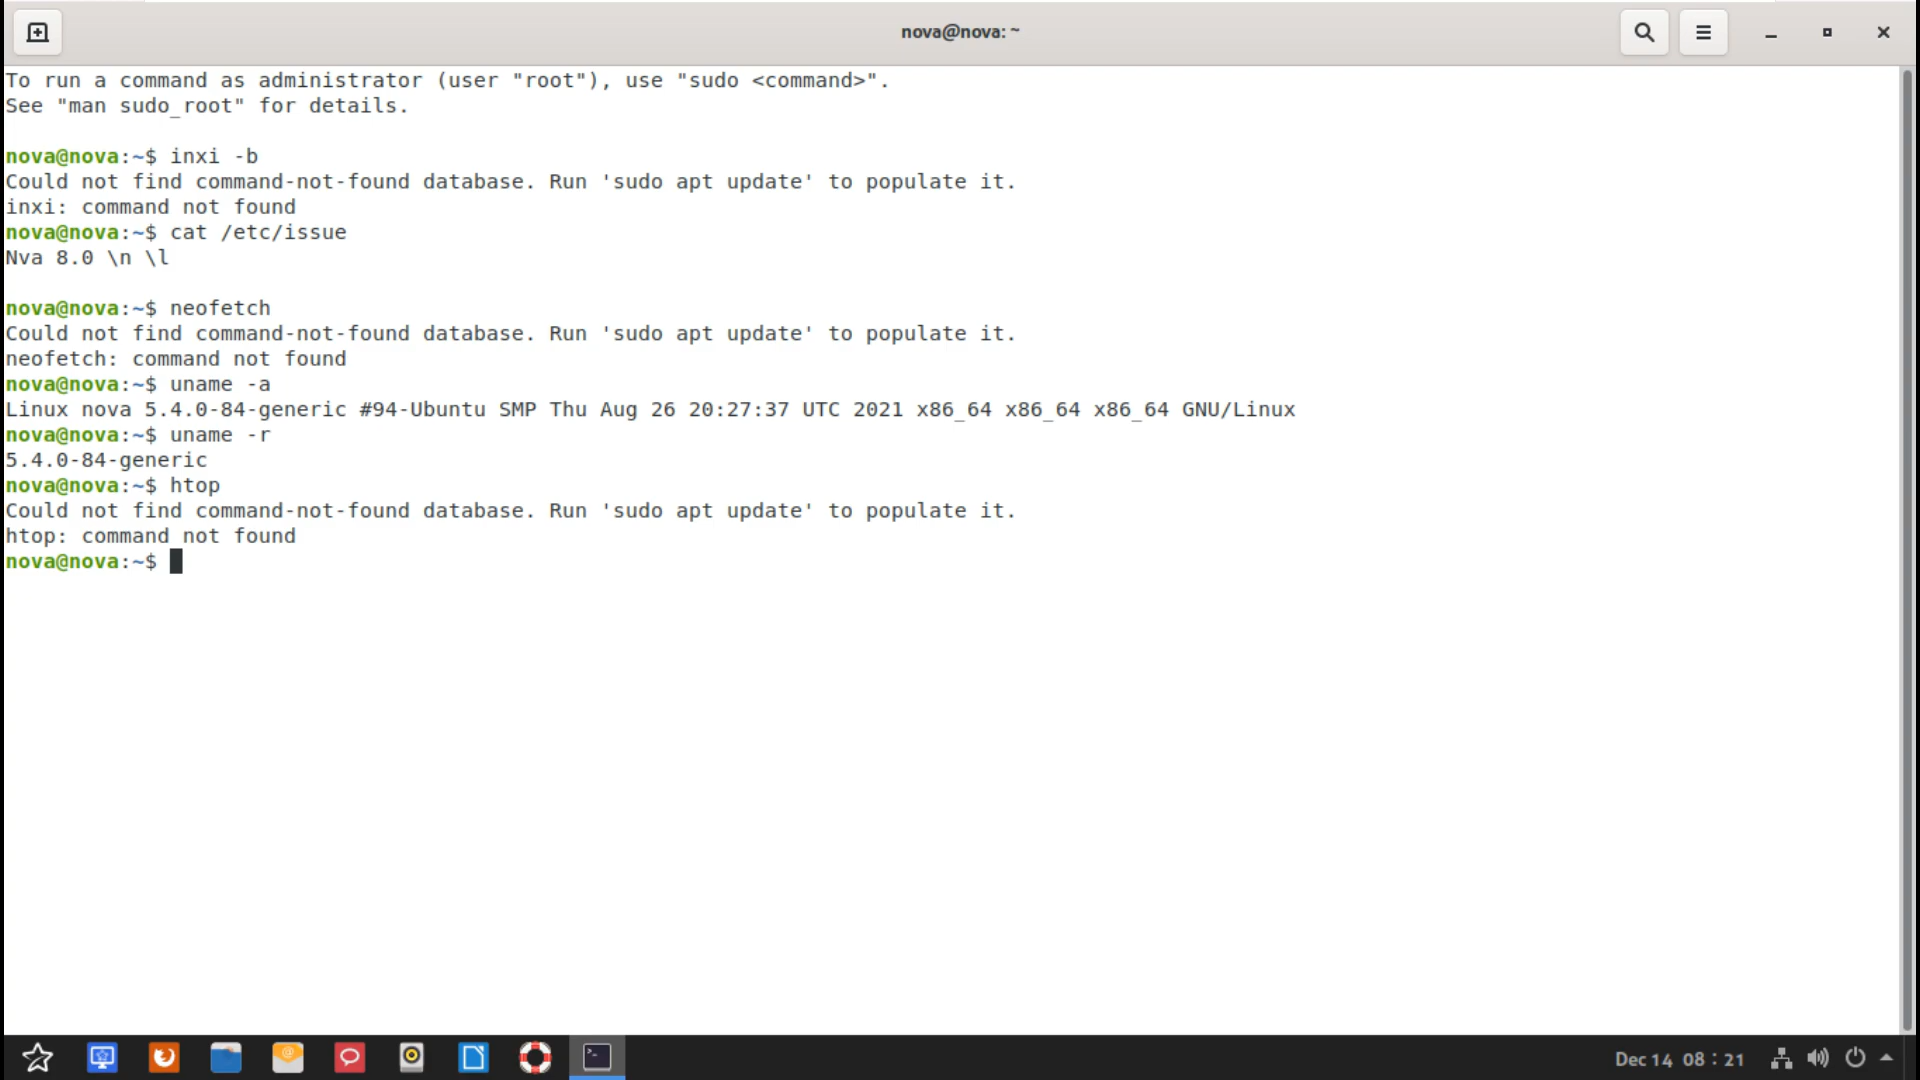 nova@nova: ~
To run a command as administrator (user "root"), use "sudo <command>".
See "man sudo_root" for details.
nova@nova:~$ inxi -b
Could not find command-not-found database. Run 'sudo apt update' to populate it.
inxi: command not found
nova@nova:~$ cat /etc/issue
Nva 8.0 \n \l
nova@nova:~$ neofetch
Could not find command-not-found database. Run 'sudo apt update' to populate it.
neofetch: command not found
nova@nova:~$ uname -a
Linux nova 5.4.0-84-generic #94-Ubuntu SMP Thu Aug 26 20:27:37 UTC 2021 x86_64 x86_64 x86_64 GNU/Linux
nova@nova:~$ uname -r
5.4.0-84-generic
nova@nova:~$ htop
Could not find command-not-found database. Run 'sudo apt update' to populate it.
htop: command not found
nova@nova:~$
Dec 14 08 : 21